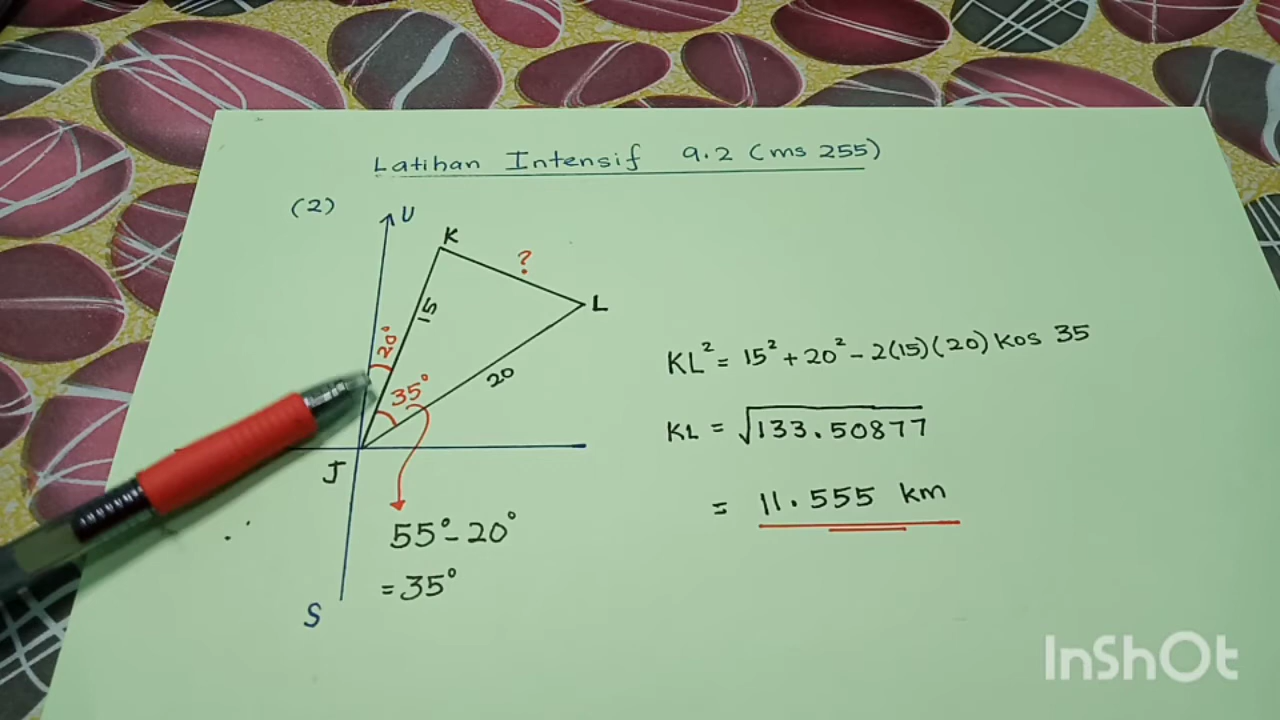 Latihan Intensif 9.2 (ms 255)
(2)
U
K
?
L
15
20°
20
35°
J
S
55° - 20°
= 35°
KL² = 15² + 20² - 2(15)(20) kos 35
KL = √133.50877
= 11.555 km
InShOt